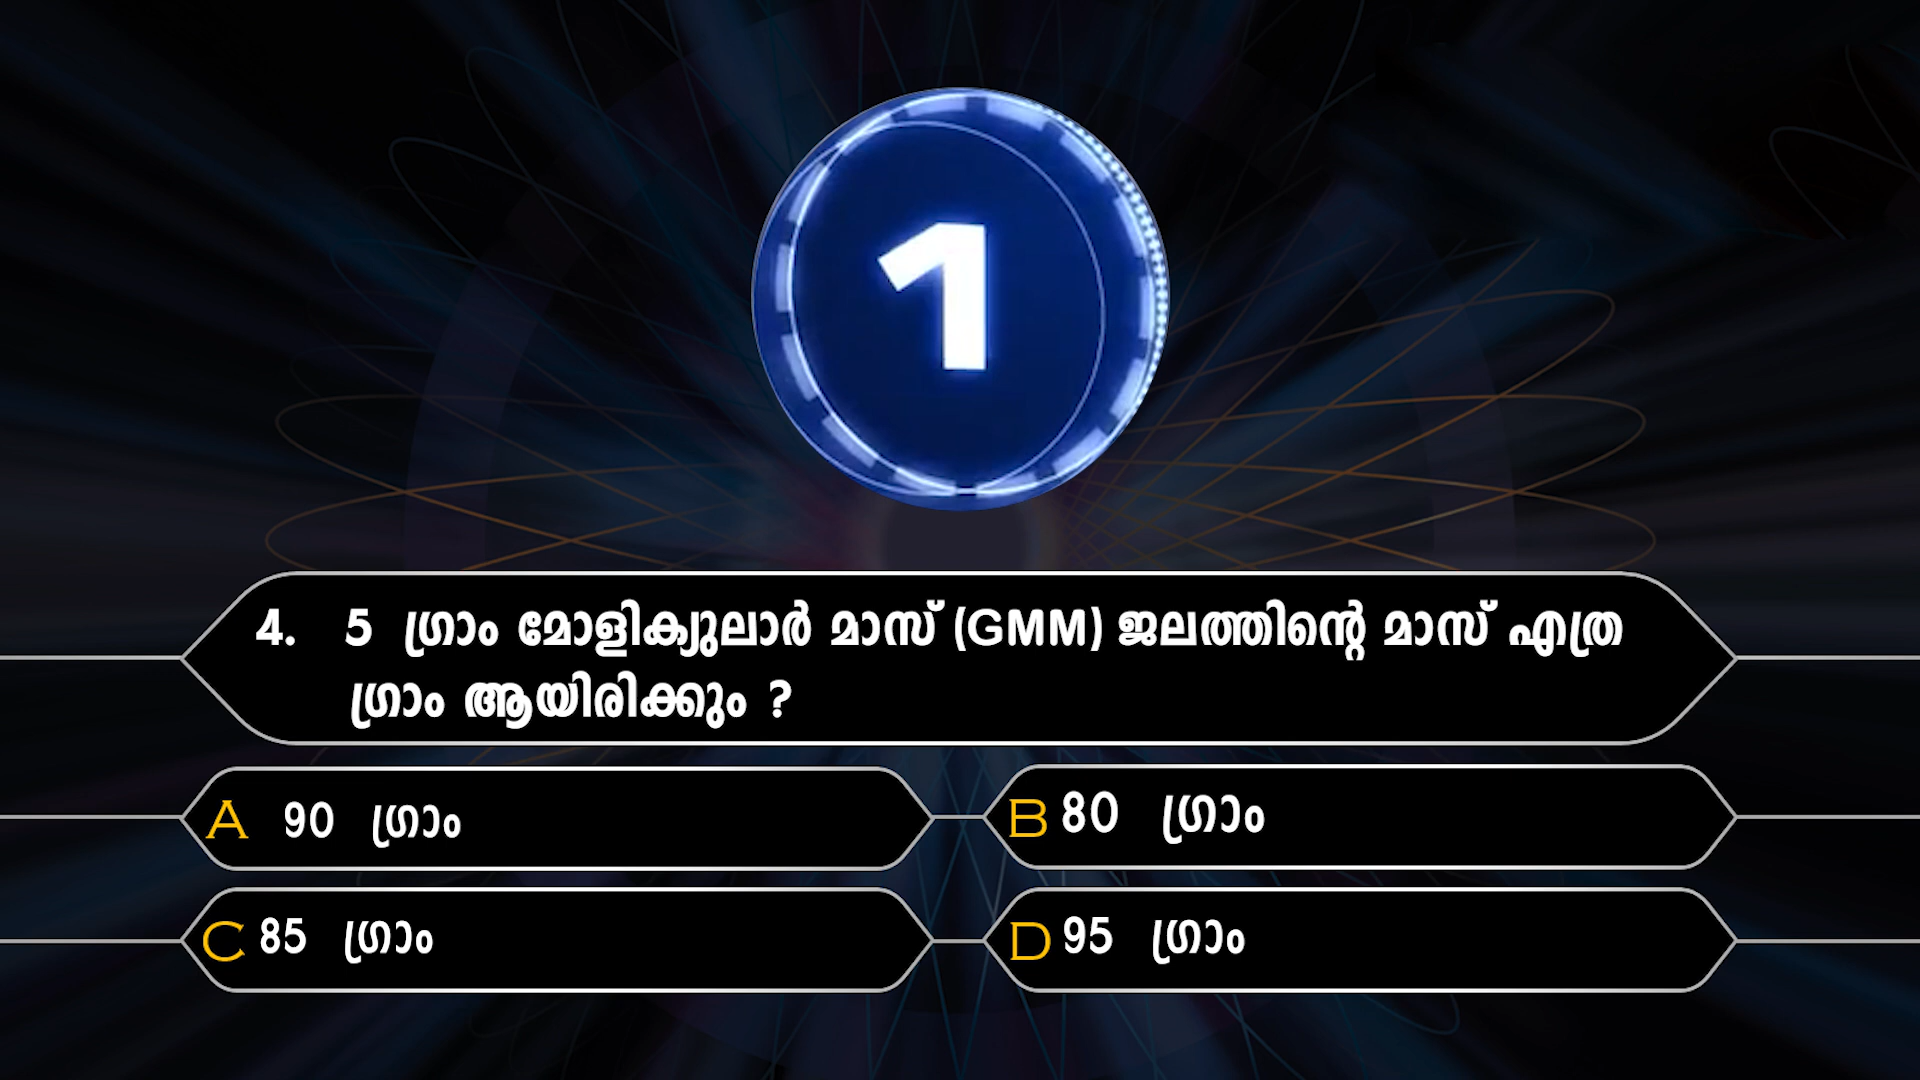 1
4. 5 ഗ്രാം മോളിക്യുലാർ മാസ് (GMM) ജലത്തിന്റെ മാസ് എത്ര
ഗ്രാം ആയിരിക്കും ?
A 90 ഗ്രാം
B 80 ഗ്രാം
C 85 ഗ്രാം
D 95 ഗ്രാം